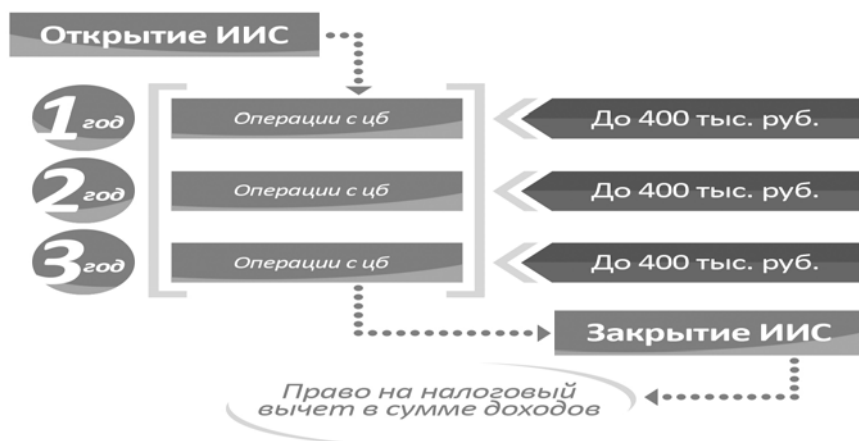 Открытие ИИС
1 год
Операции с цб
До 400 тыс. руб.
2 год
Операции с цб
До 400 тыс. руб.
3 год
Операции с цб
До 400 тыс. руб.
Закрытие ИИС
Право на налоговый
вычет в сумме доходов